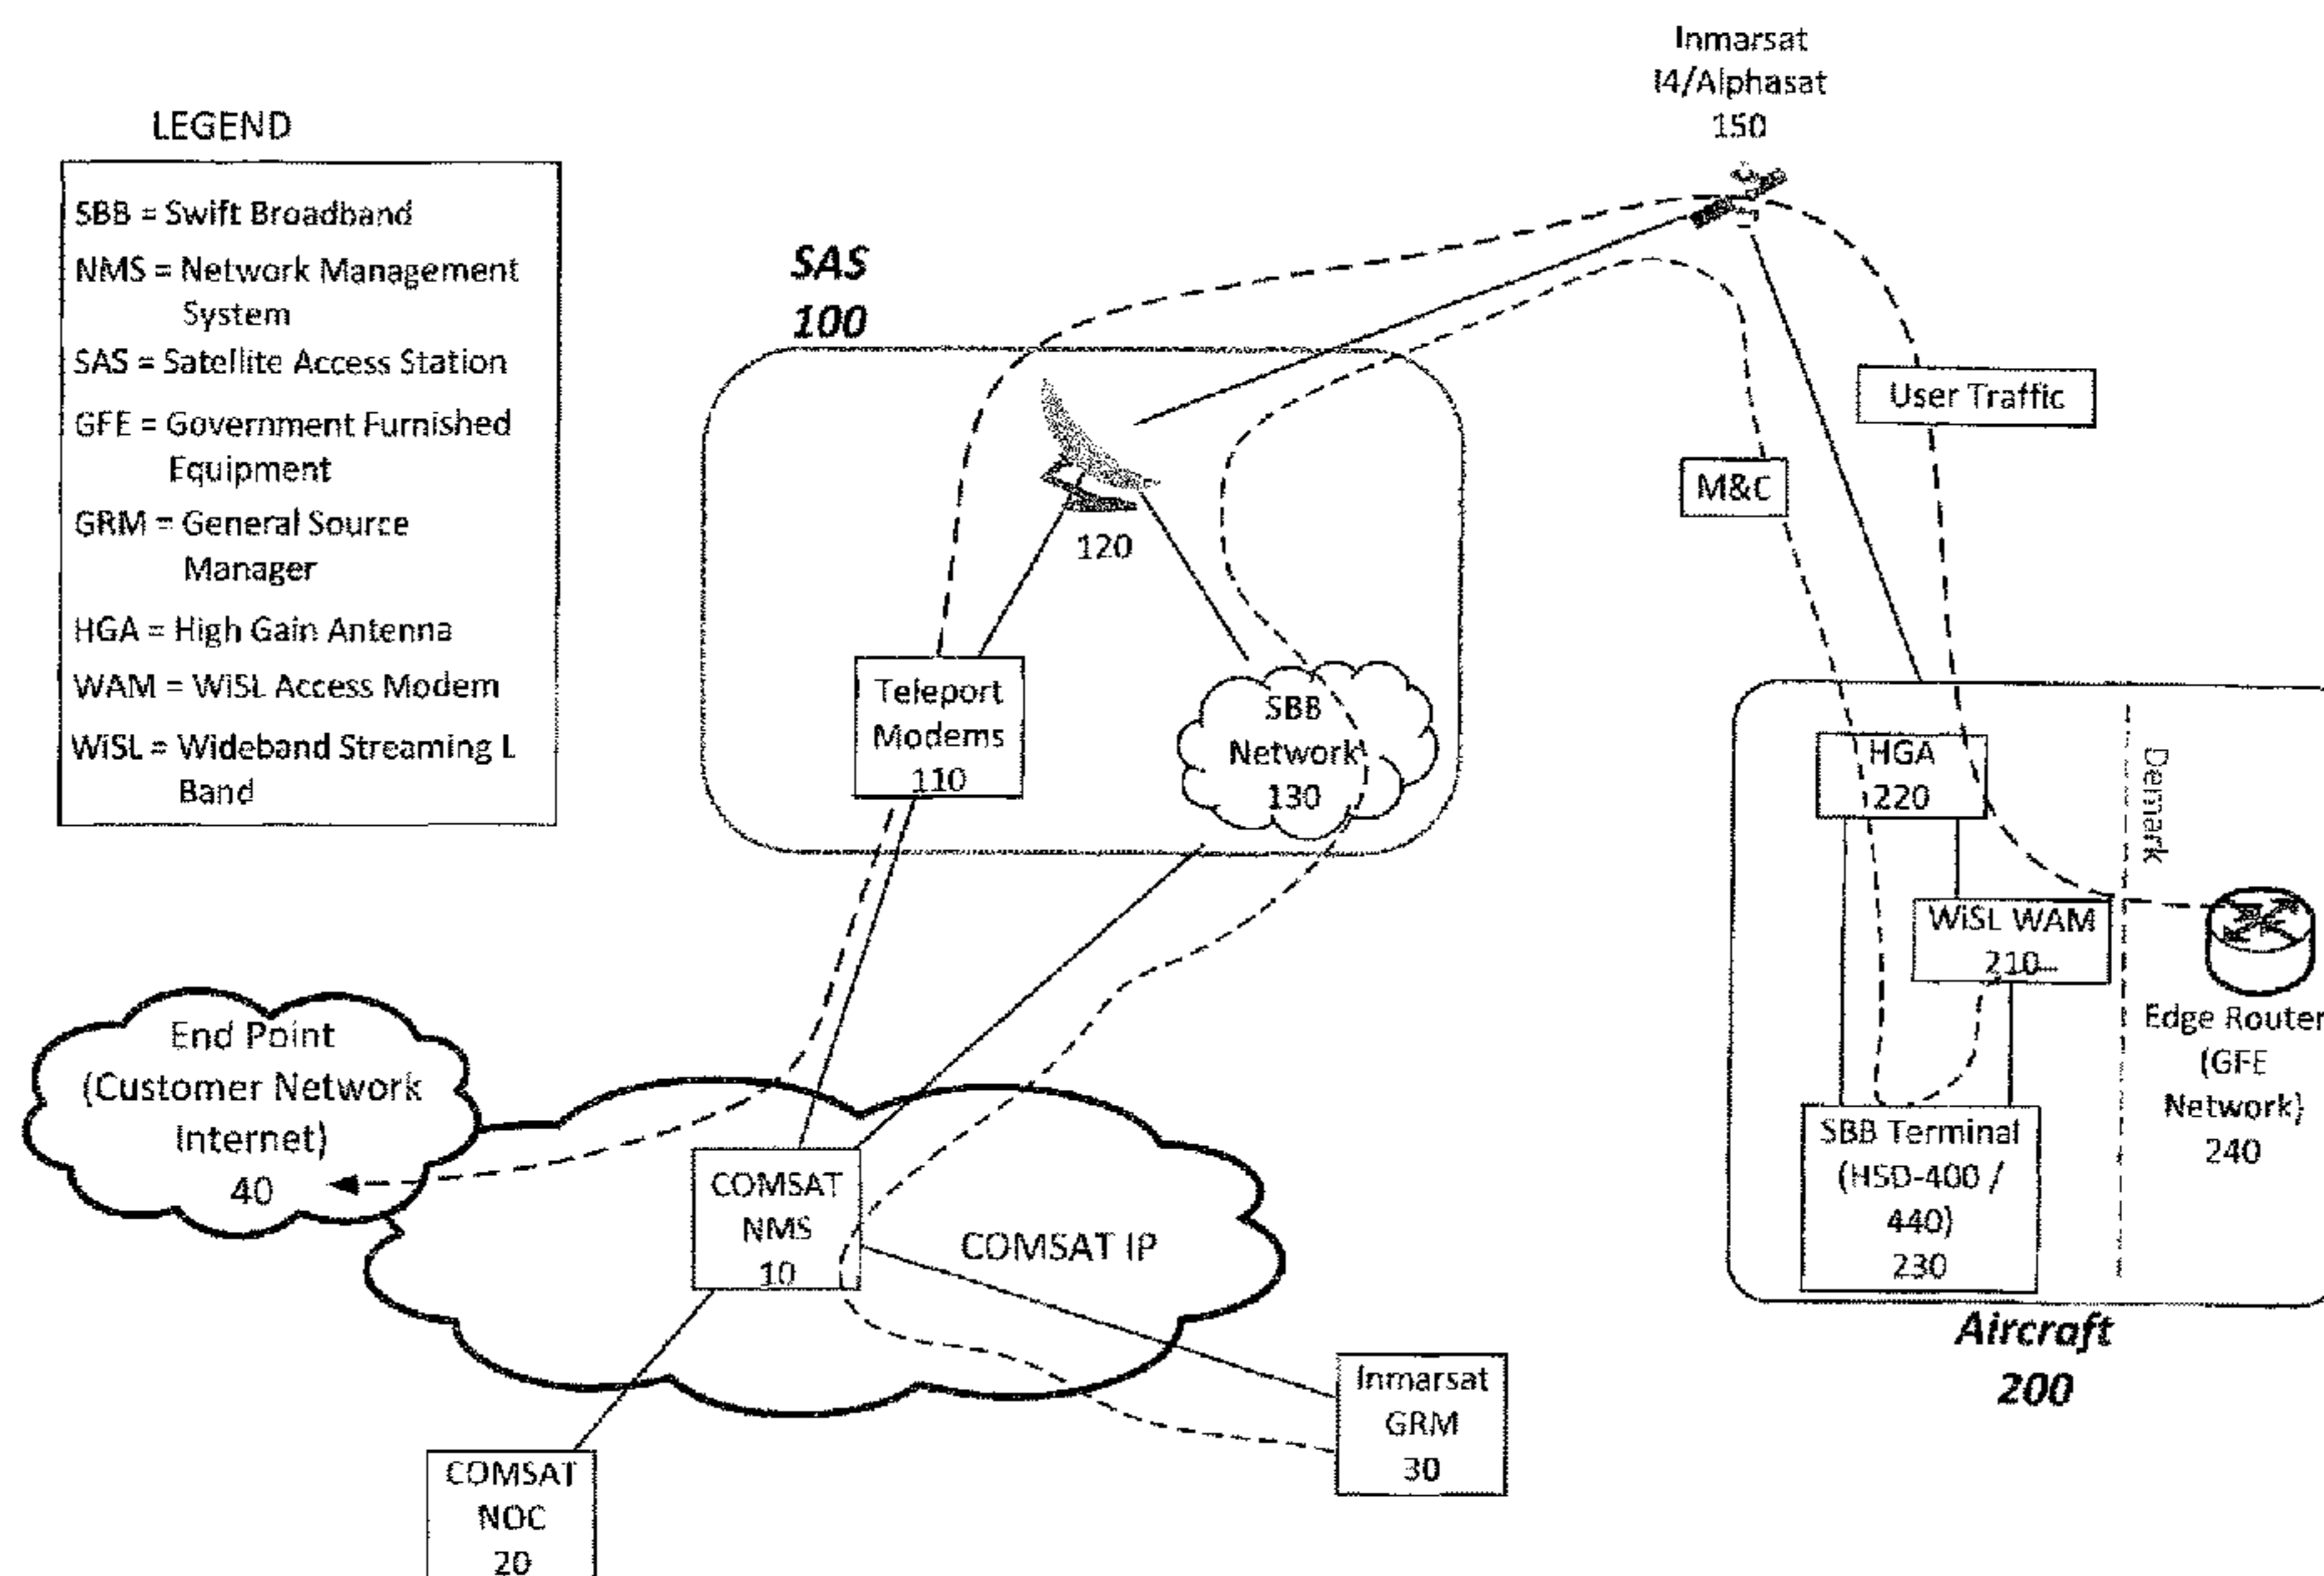 LEGEND
SBB = Swift Broadband
NMS = Network Management
System
SAS = Satellite Access Station
GFE = Government Furnished
Equipment
GRM = General Source
Manager
HGA = High Gain Antenna
WAM = WiSL Access Modem
WiSL = Wideband Streaming L
Band
SAS
100
Inmarsat
I4/Alphasat
150
User Traffic
M&C
120
Teleport
Modems
110
SBB
Network
130
HGA
220
Demark
WiSL WAM
210
Edge Router
(GFE
Network)
240
SBB Terminal
(HSD-400 /
440)
230
Aircraft
200
End Point
(Customer Network
Internet)
40
COMSAT
NMS
10
COMSAT IP
Inmarsat
GRM
30
COMSAT
NOC
20